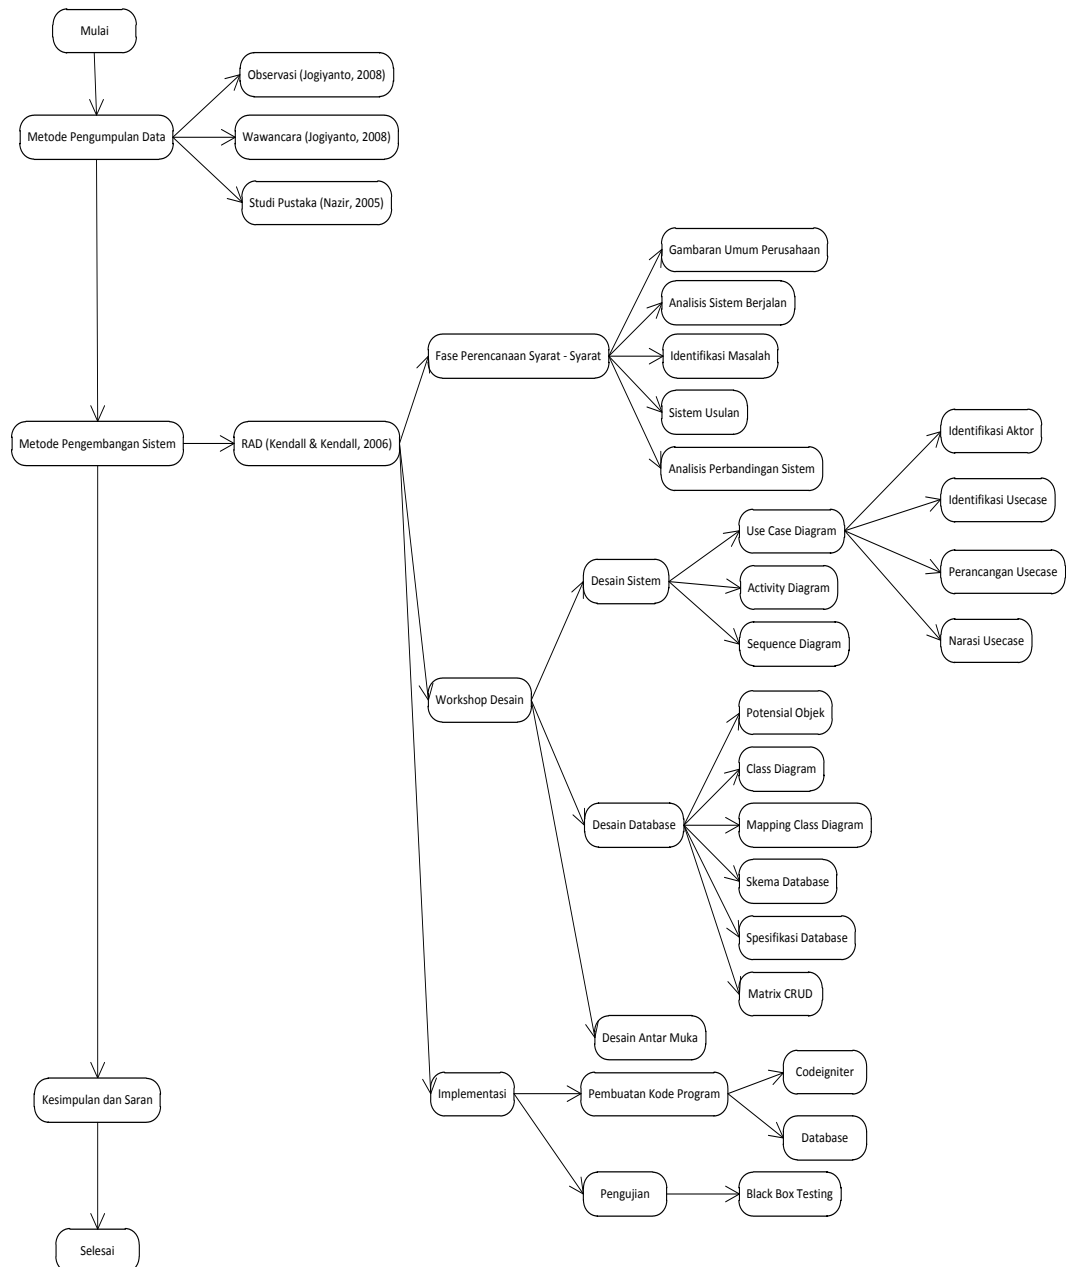 Mulai
Observasi (Jogiyanto, 2008)
Metode Pengumpulan Data
Wawancara (Jogiyanto, 2008)
Studi Pustaka (Nazir, 2005)
Gambaran Umum Perusahaan
Analisis Sistem Berjalan
Fase Perencanaan Syarat - Syarat
Identifikasi Masalah
Sistem Usulan
Analisis Perbandingan Sistem
Metode Pengembangan Sistem
RAD (Kendall & Kendall, 2006)
Identifikasi Aktor
Identifikasi Usecase
Use Case Diagram
Perancangan Usecase
Desain Sistem
Activity Diagram
Narasi Usecase
Sequence Diagram
Workshop Desain
Potensial Objek
Class Diagram
Desain Database
Mapping Class Diagram
Skema Database
Spesifikasi Database
Matrix CRUD
Desain Antar Muka
Codeigniter
Kesimpulan dan Saran
Implementasi
Pembuatan Kode Program
Database
Pengujian
Black Box Testing
Selesai